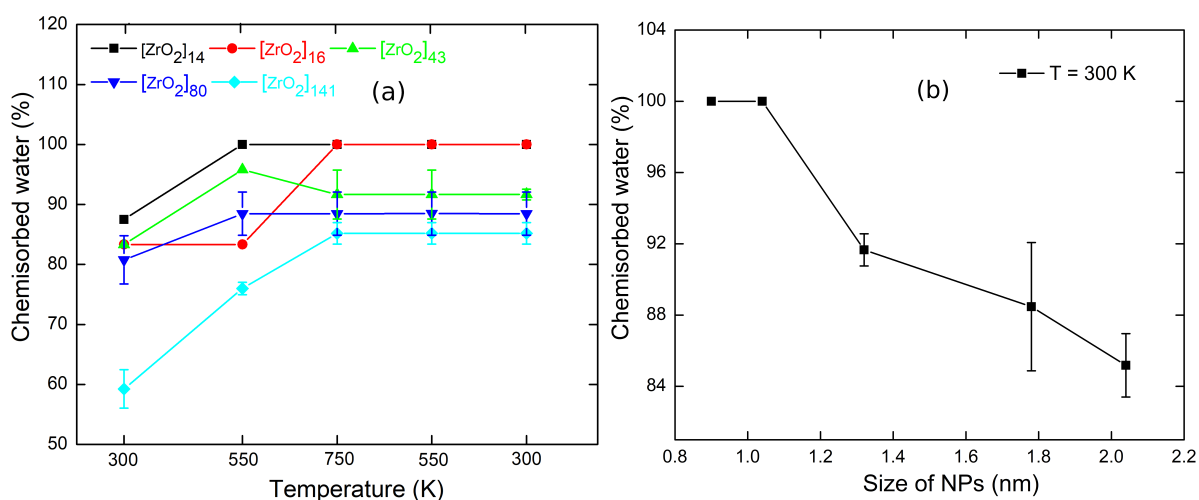 120
110
100
90
80
70
60
50
Chemisorbed water (%)
[ZrO₂]₁₄ [ZrO₂]₁₆ [ZrO₂]₄₃
[ZrO₂]₈₀ [ZrO₂]₁₄₁
(a)
300 550 750 550 300
Temperature (K)
104
100
96
92
88
84
Chemisorbed water (%)
T = 300 K
(b)
0.8 1.0 1.2 1.4 1.6 1.8 2.0 2.2
Size of NPs (nm)